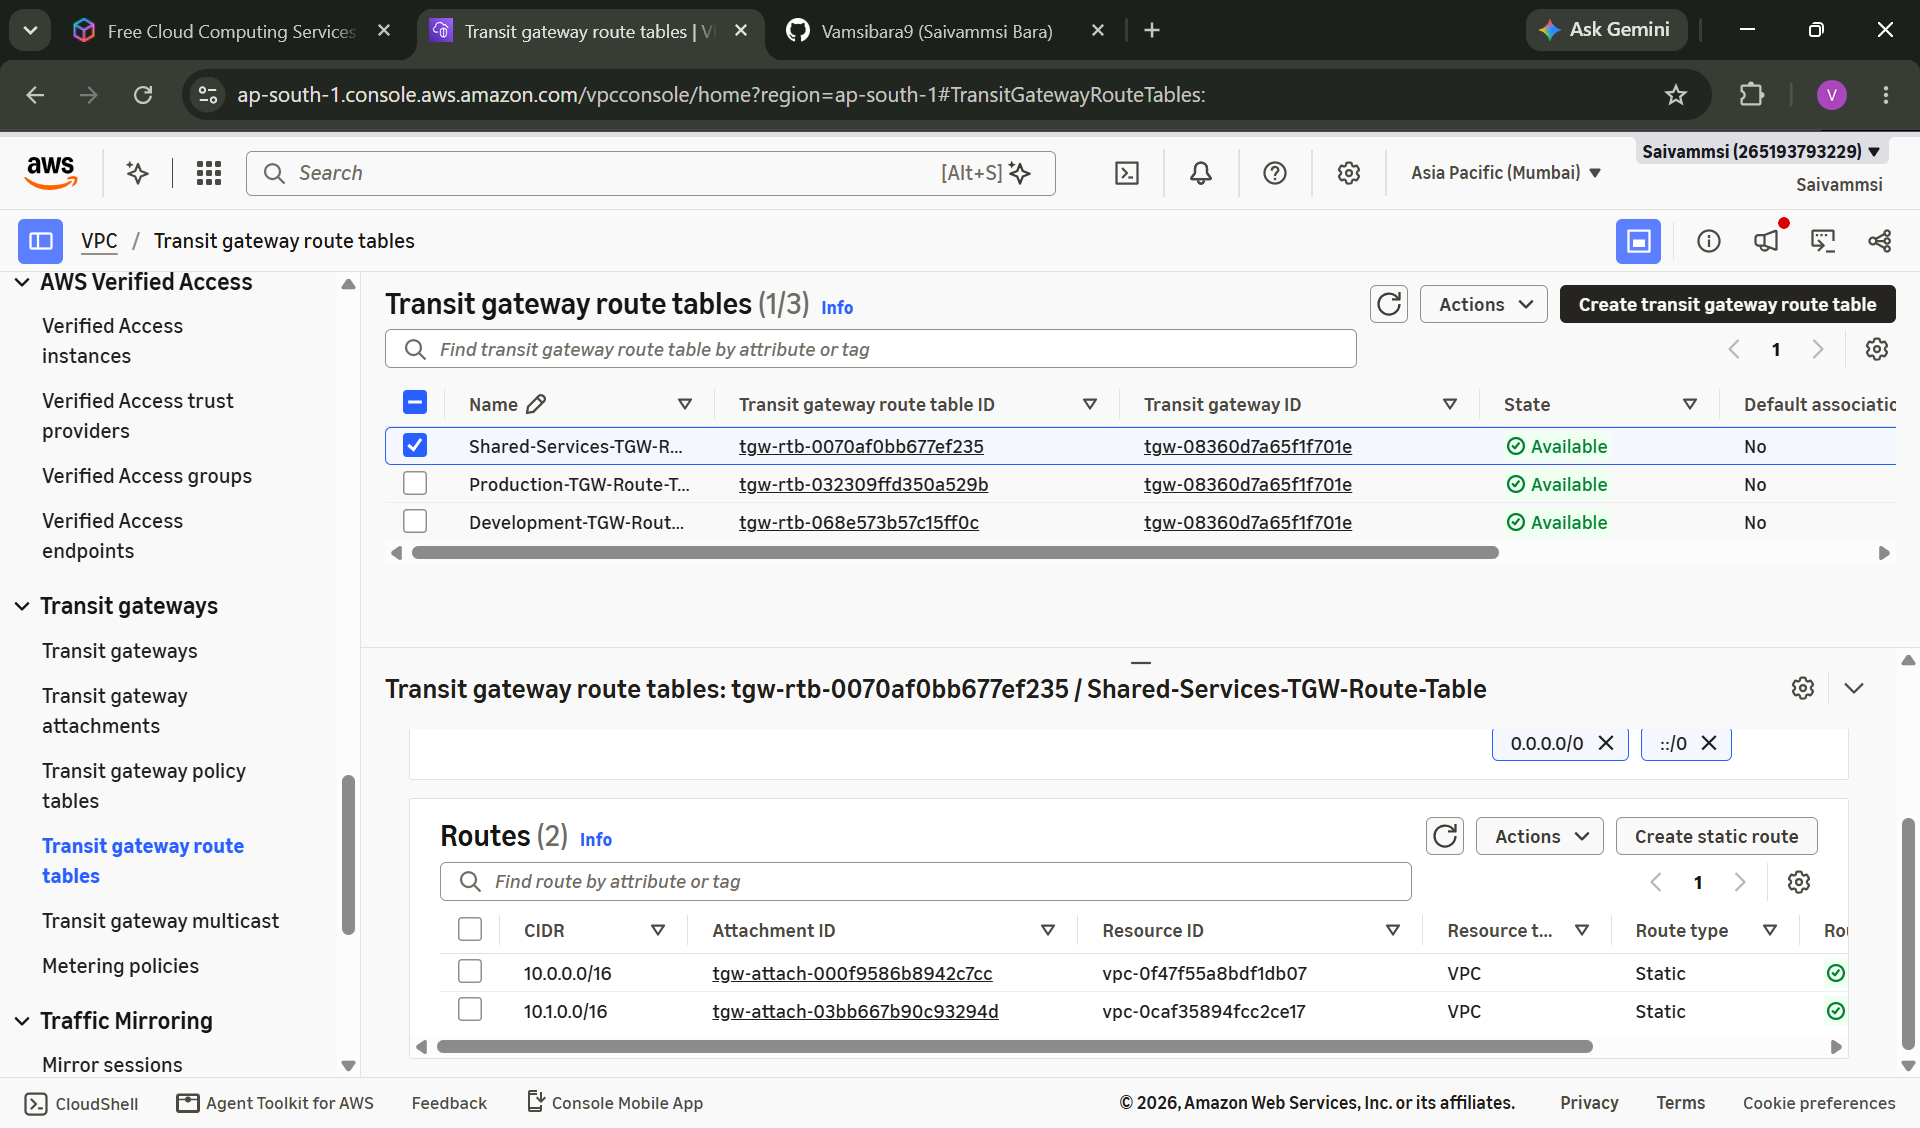 Free Cloud Computing Services
Transit gateway route tables | V
Vamsibara9 (Saivammsi Bara)
Ask Gemini
ap-south-1.console.aws.amazon.com/vpcconsole/home?region=ap-south-1#TransitGatewayRouteTables:
V
aws
Search
[Alt+S]
Asia Pacific (Mumbai)
Saivammsi (265193793229)
Saivammsi
VPC / Transit gateway route tables
AWS Verified Access
Verified Access
instances
Verified Access trust
providers
Verified Access groups
Verified Access
endpoints
Transit gateways
Transit gateways
Transit gateway
attachments
Transit gateway policy
tables
Transit gateway route
tables
Transit gateway multicast
Metering policies
Traffic Mirroring
Mirror sessions
Transit gateway route tables (1/3) Info
Actions
Create transit gateway route table
Find transit gateway route table by attribute or tag
1
Name Transit gateway route table ID Transit gateway ID State Default associatio
Shared-Services-TGW-R... tgw-rtb-0070af0bb677ef235 tgw-08360d7a65f1f701e Available No
Production-TGW-Route-T... tgw-rtb-032309ffd350a529b tgw-08360d7a65f1f701e Available No
Development-TGW-Rout... tgw-rtb-068e573b57c15ff0c tgw-08360d7a65f1f701e Available No
Transit gateway route tables: tgw-rtb-0070af0bb677ef235 / Shared-Services-TGW-Route-Table
0.0.0.0/0
::/0
Routes (2) Info
Actions
Create static route
Find route by attribute or tag
1
CIDR Attachment ID Resource ID Resource t... Route type Rou
10.0.0.0/16 tgw-attach-000f9586b8942c7cc vpc-0f47f55a8bdf1db07 VPC Static
10.1.0.0/16 tgw-attach-03bb667b90c93294d vpc-0caf35894fcc2ce17 VPC Static
CloudShell Agent Toolkit for AWS Feedback Console Mobile App © 2026, Amazon Web Services, Inc. or its affiliates. Privacy Terms Cookie preferences